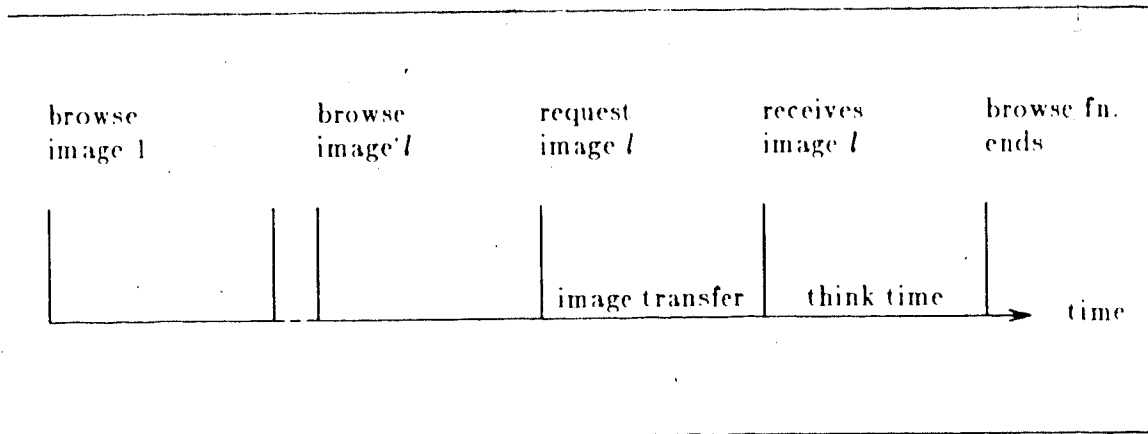 browse
image 1
browse
image l
request
image l
receives
image l
browse fn.
ends
image transfer
think time
time